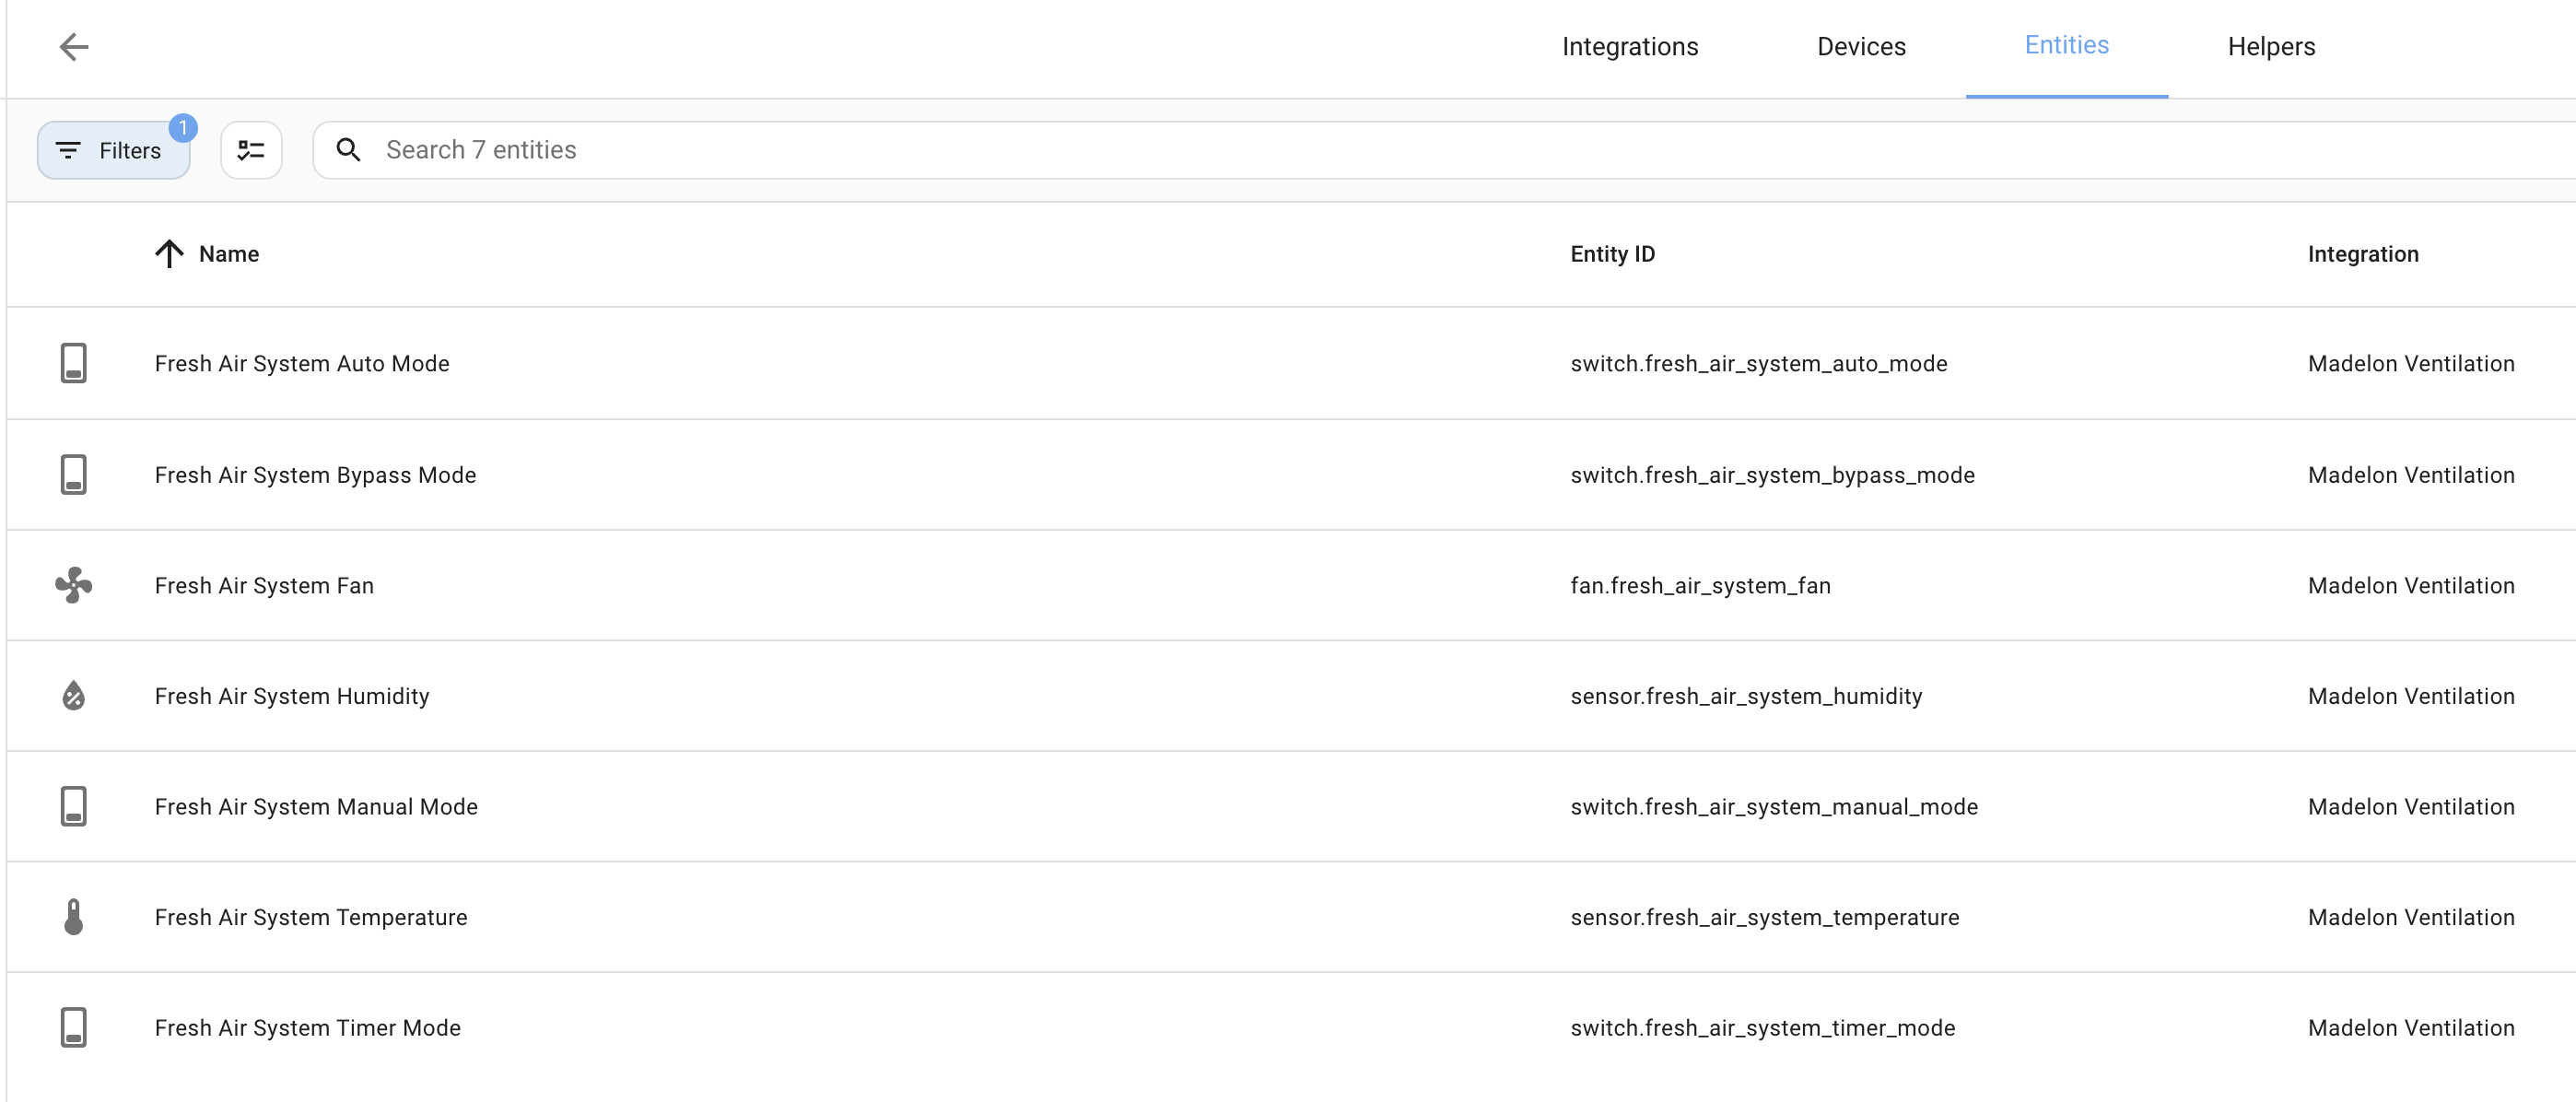 Integrations Devices Entities Helpers
Filters 1 Search 7 entities
Name Entity ID Integration
Fresh Air System Auto Mode switch.fresh_air_system_auto_mode Madelon Ventilation
Fresh Air System Bypass Mode switch.fresh_air_system_bypass_mode Madelon Ventilation
Fresh Air System Fan fan.fresh_air_system_fan Madelon Ventilation
Fresh Air System Humidity sensor.fresh_air_system_humidity Madelon Ventilation
Fresh Air System Manual Mode switch.fresh_air_system_manual_mode Madelon Ventilation
Fresh Air System Temperature sensor.fresh_air_system_temperature Madelon Ventilation
Fresh Air System Timer Mode switch.fresh_air_system_timer_mode Madelon Ventilation